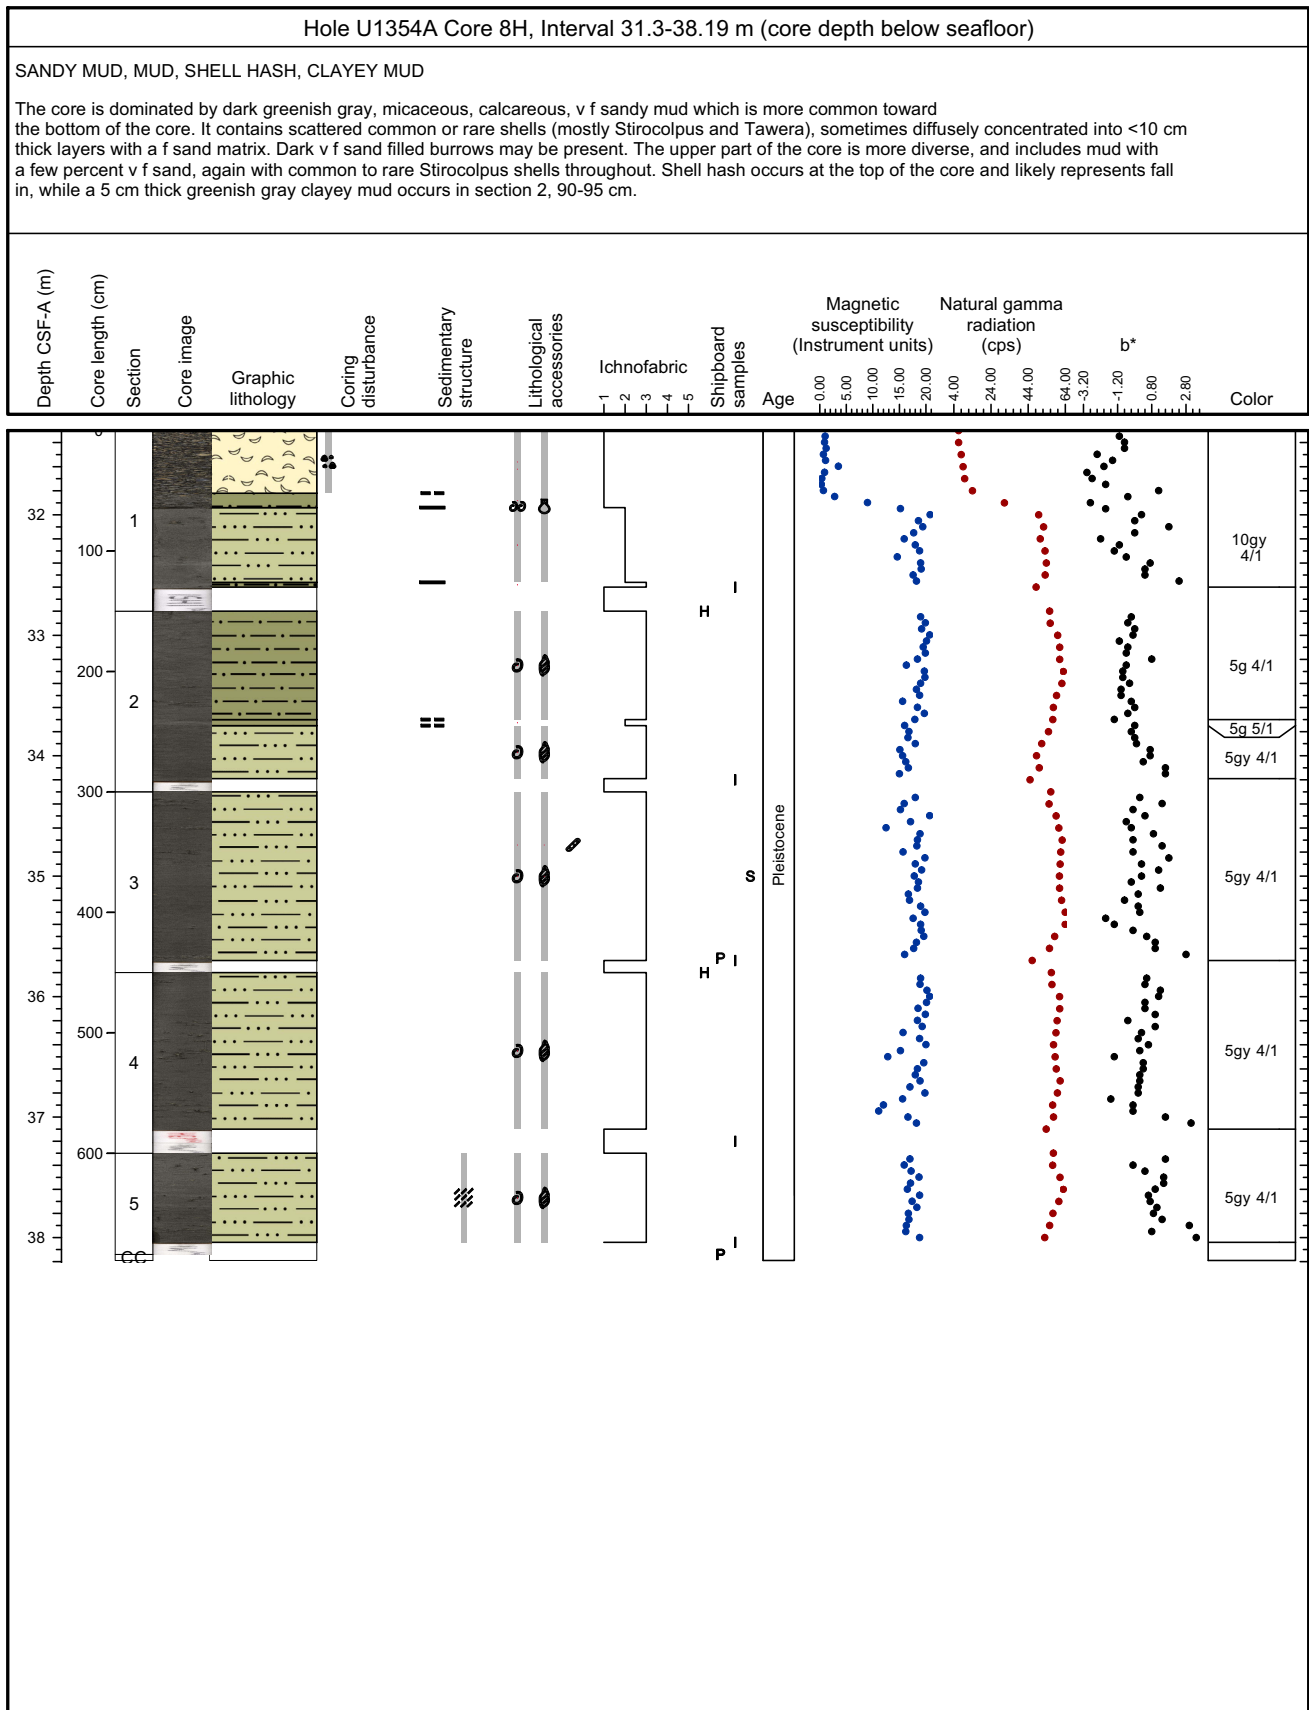 Hole U1354A Core 8H, Interval 31.3-38.19 m (core depth below seafloor)
SANDY MUD, MUD, SHELL HASH, CLAYEY MUD
The core is dominated by dark greenish gray, micaceous, calcareous, v f sandy mud which is more common toward
the bottom of the core. It contains scattered common or rare shells (mostly Stirocolpus and Tawera), sometimes diffusely concentrated into <10 cm
thick layers with a f sand matrix. Dark v f sand filled burrows may be present. The upper part of the core is more diverse, and includes mud with
a few percent v f sand, again with common to rare Stirocolpus shells throughout. Shell hash occurs at the top of the core and likely represents fall
in, while a 5 cm thick greenish gray clayey mud occurs in section 2, 90-95 cm.
Depth CSF-A (m)
Core length (cm)
Section
Core image
Graphic
lithology
Coring
disturbance
Sedimentary
structure
Lithological
accessories
Ichnofabric
1 2 3 4 5
Shipboard
samples
Age
Magnetic
susceptibility
(Instrument units)
0.00 5.00 10.00 15.00 20.00
Natural gamma
radiation
(cps)
4.00 24.00 44.00 64.00
b*
-3.20 -1.20 0.80 2.80
Color
32
33
34
35
36
37
38
100
200
300
400
500
600
1
2
3
4
5
CC
I
H
I
S
P I
H
I
I
P
Pleistocene
10gy
4/1
5g 4/1
5g 5/1
5gy 4/1
5gy 4/1
5gy 4/1
5gy 4/1